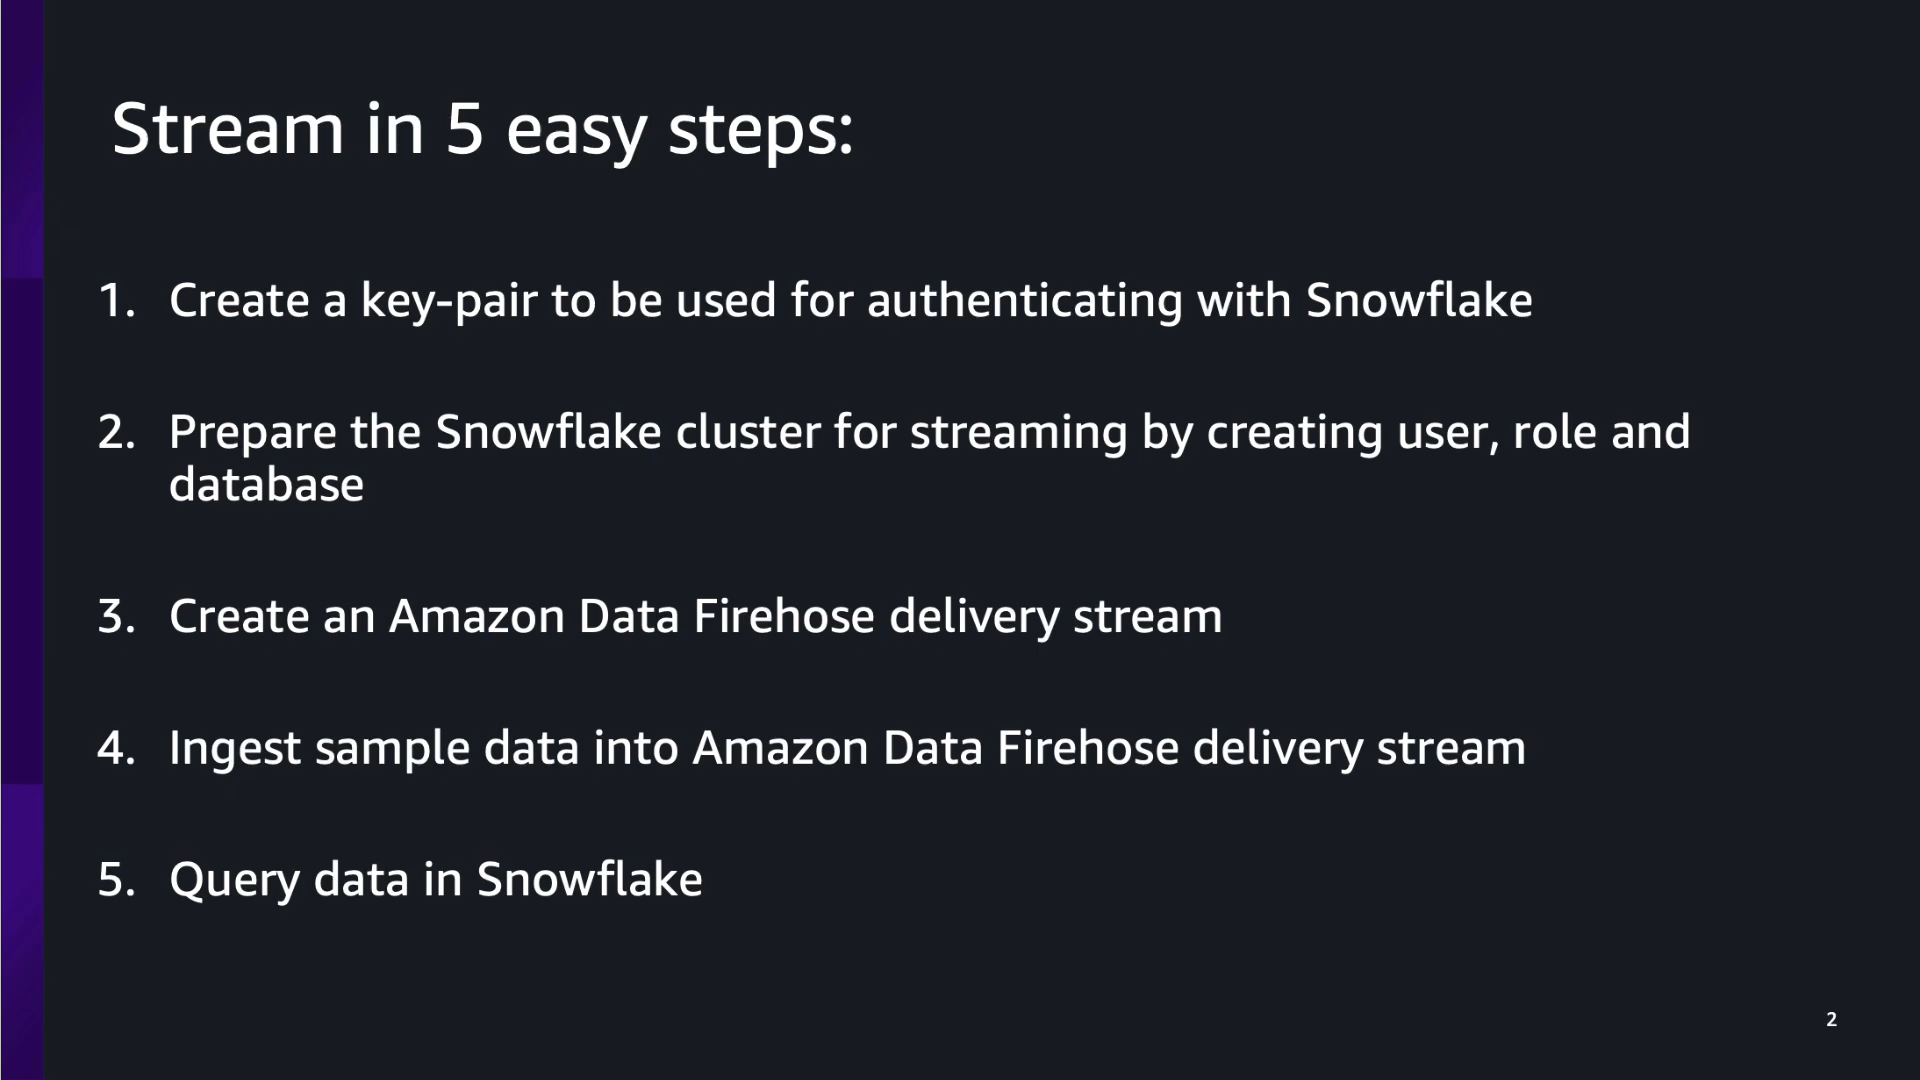 Stream in 5 easy steps:
1. Create a key-pair to be used for authenticating with Snowflake
2. Prepare the Snowflake cluster for streaming by creating user, role and
database
3. Create an Amazon Data Firehose delivery stream
4. Ingest sample data into Amazon Data Firehose delivery stream
5. Query data in Snowflake
2